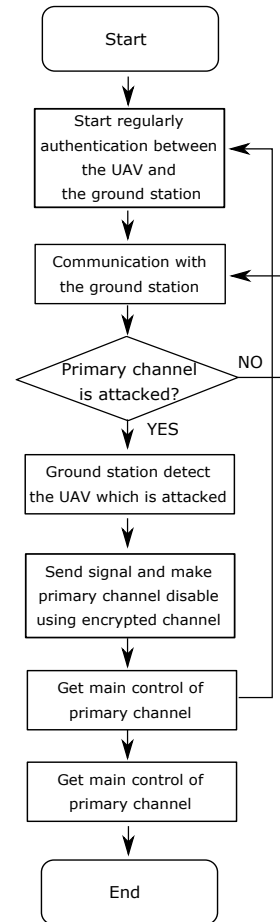 Start
Start regularly
authentication between
the UAV and
the ground station
Communication with
the ground station
Primary channel
is attacked?
NO
YES
Ground station detect
the UAV which is attacked
Send signal and make
primary channel disable
using encrypted channel
Get main control of
primary channel
Get main control of
primary channel
End